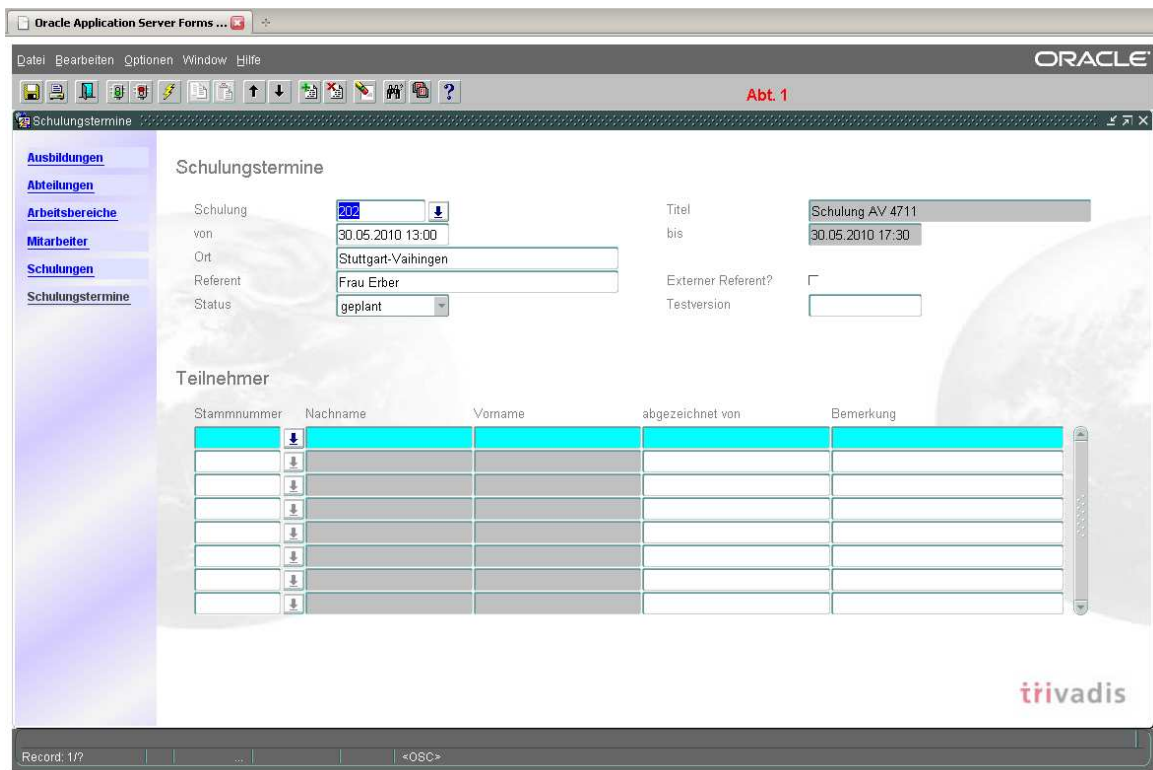 Oracle Application Server Forms ...
Datei Bearbeiten Optionen Window Hilfe
ORACLE
Abt. 1
Schulungstermine
Ausbildungen
Abteilungen
Arbeitsbereiche
Mitarbeiter
Schulungen
Schulungstermine
Schulungstermine
Schulung 202 Titel Schulung AV 4711
von 30.05.2010 13:00 bis 30.05.2010 17:30
Ort Stuttgart-Vaihingen
Referent Frau Erber Externer Referent?
Status geplant Testversion
Teilnehmer
Stammnummer Nachname Vorname abgezeichnet von Bemerkung
trivadis
Record: 1/? ... <OSC>